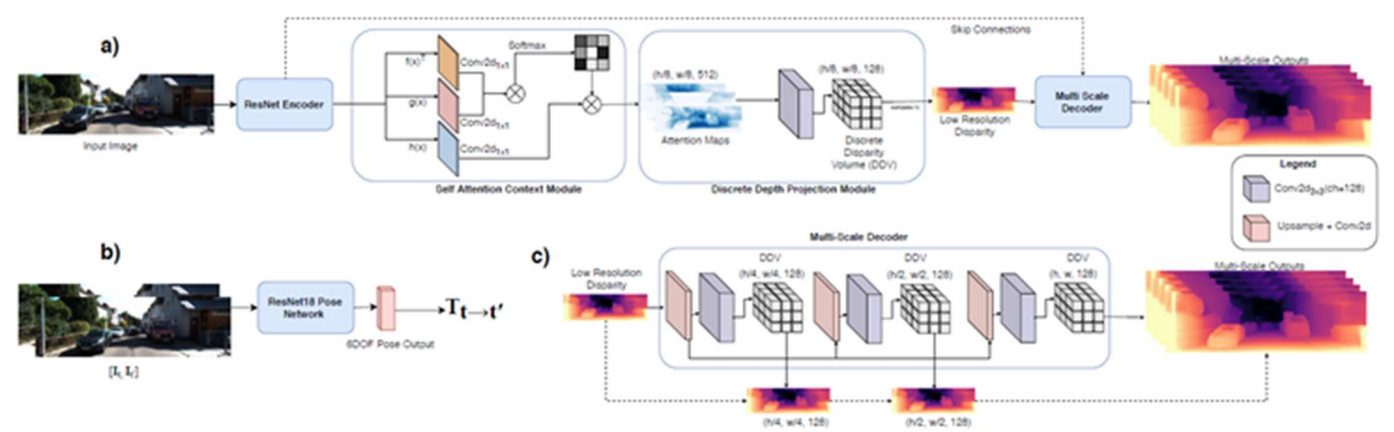 a)
Input Image
ResNet Encoder
f(x)ᵀ
g(x)
h(x)
Conv2d₁ₓ₁
Conv2d₁ₓ₁
Conv2d₁ₓ₁
Softmax
Self Attention Context Module
(h/8, w/8, 512)
Attention Maps
(h/8, w/8, 128)
Discrete
Disparity
Volume (DDV)
Discrete Depth Projection Module
Low Resolution
Disparity
Skip Connections
Multi Scale
Decoder
Multi-Scale Outputs
Legend
Conv2d₃ₓ₃(ch=128)
Upsample + Conv2d
b)
[Iₜ, Iₜ']
ResNet18 Pose
Network
6DOF Pose Output
Tₜ→ₜ′
c)
Multi-Scale Decoder
Low Resolution
Disparity
DDV
(h/4, w/4, 128)
DDV
(h/2, w/2, 128)
DDV
(h, w, 128)
Multi-Scale Outputs
(h/4, w/4, 128)
(h/2, w/2, 128)